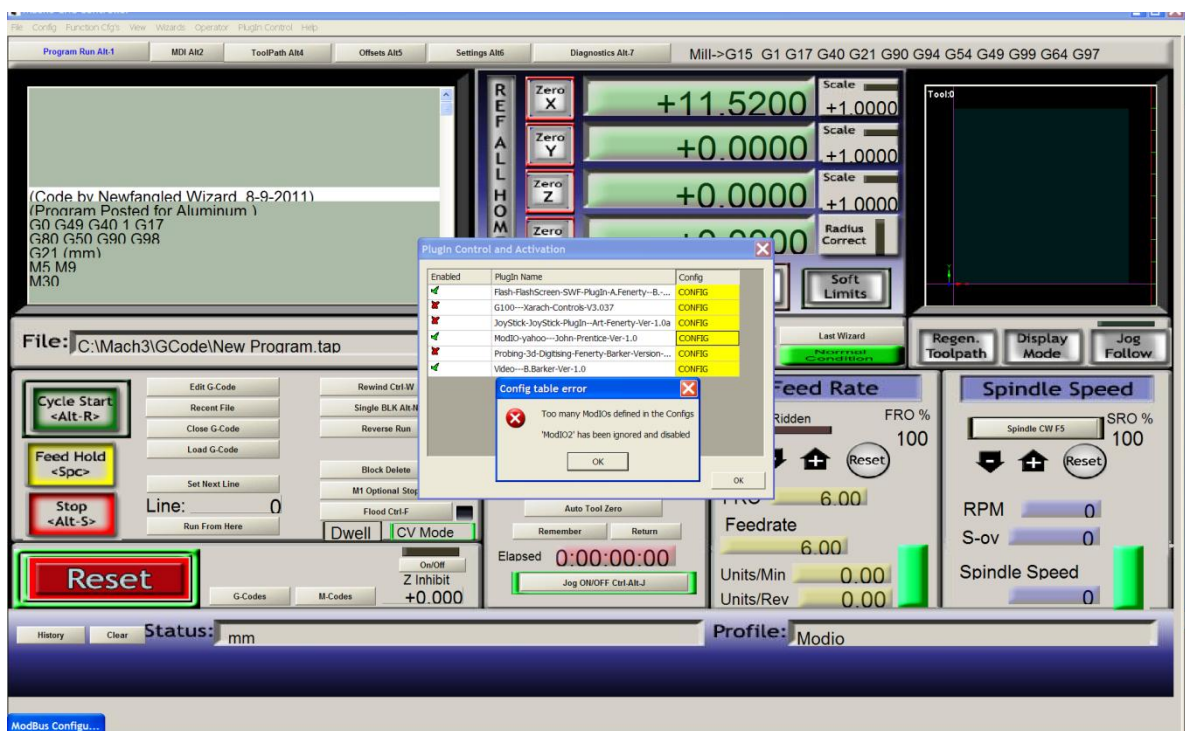 File Config Function Cfg's View Wizards Operator PlugIn Control Help
Program Run Alt-1 MDI Alt2 ToolPath Alt4 Offsets Alt5 Settings Alt6 Diagnostics Alt-7 Mill->G15 G1 G17 G40 G21 G90 G94 G54 G49 G99 G64 G97
(Code by Newfangled Wizard 8-9-2011)
(Program Posted for Aluminum )
G0 G49 G40.1 G17
G80 G50 G90 G98
G21 (mm)
M5 M9
M30
REF ALL HOM
Zero X +11.5200 Scale +1.0000
Zero Y +0.0000 Scale +1.0000
Zero Z +0.0000 Scale +1.0000
Zero Radius Correct
Soft Limits
Tool:0
File: C:\Mach3\GCode\New Program.tap
Last Wizard
Normal Condition
Regen. Toolpath Display Mode Jog Follow
PlugIn Control and Activation
Enabled PlugIn Name Config
Flash-FlashScreen-SWF-PlugIn-A.Fenerty--B.-... CONFIG
G100---Xarach-Controls-V3.037 CONFIG
JoyStick-JoyStick-PlugIn--Art-Fenerty-Ver-1.0a CONFIG
ModIO-yahoo---John-Prentice-Ver-1.0 CONFIG
Probing-3d-Digitising-Fenerty-Barker-Version-... CONFIG
Video---B.Barker-Ver-1.0 CONFIG
Config table error
Too many ModIOs defined in the Configs
'ModIO2' has been ignored and disabled
OK
OK
Cycle Start
<Alt-R>
Feed Hold
<Spc>
Stop
<Alt-S>
Edit G-Code
Recent File
Close G-Code
Load G-Code
Set Next Line
Line: 0
Run From Here
Rewind Ctrl-W
Single BLK Alt-N
Reverse Run
Block Delete
M1 Optional Stop
Flood Ctrl-F
Dwell CV Mode
Reset
G-Codes M-Codes
On/Off
Z Inhibit
+0.000
Auto Tool Zero
Remember Return
Elapsed 0:00:00:00
Jog ON/OFF Ctrl-Alt-J
Feed Rate
Ridden FRO %
100
Reset
6.00
Feedrate
6.00
Units/Min 0.00
Units/Rev 0.00
Spindle Speed
Spindle CW F5 SRO %
100
Reset
RPM 0
S-ov 0
Spindle Speed
0
History Clear Status: mm Profile: Modio
ModBus Configu...